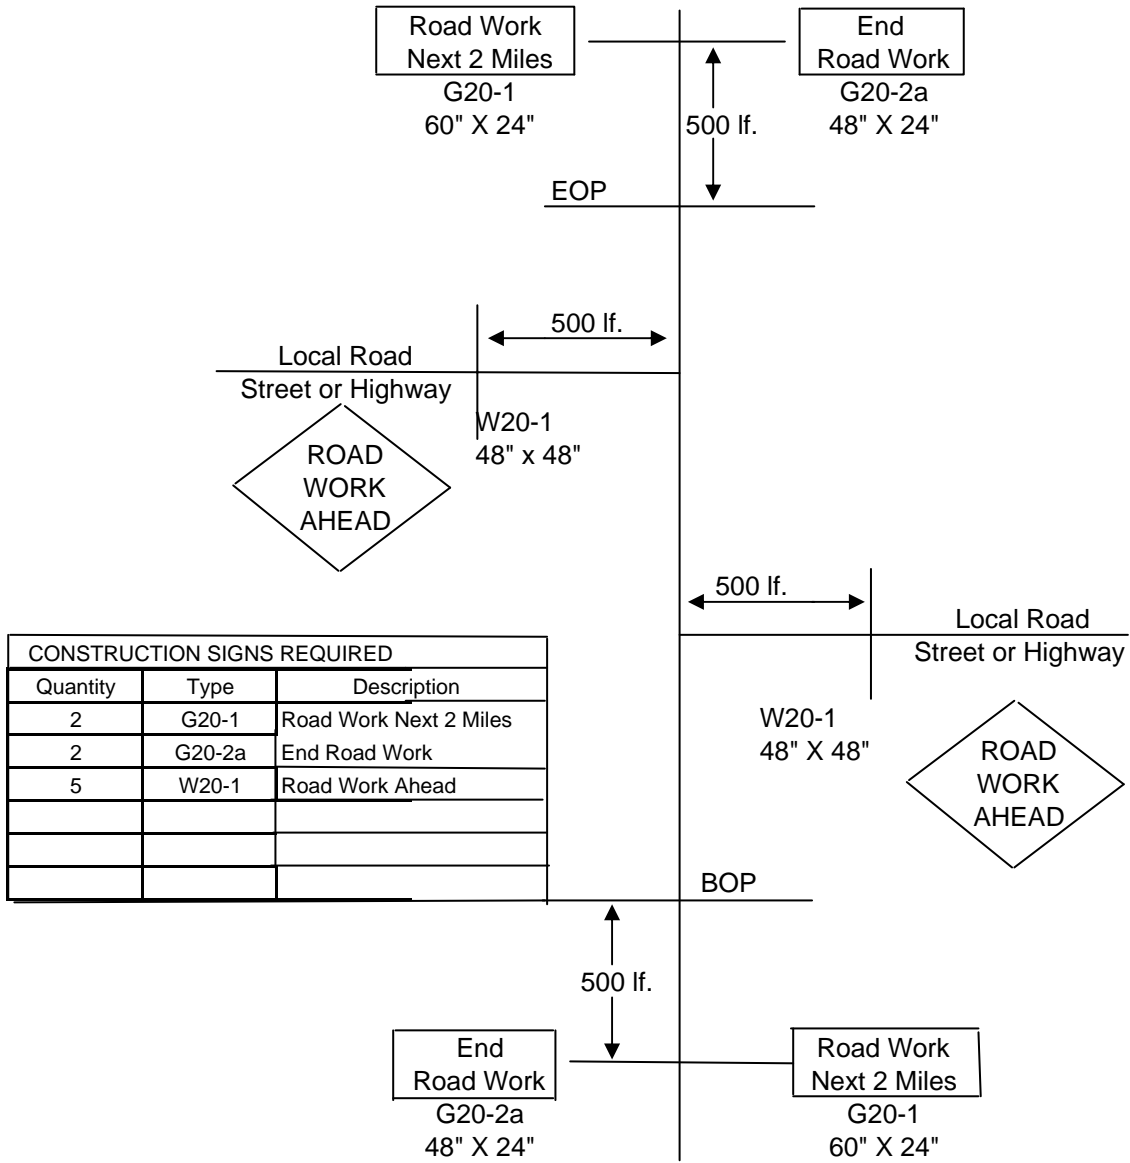 Road Work
Next 2 Miles
G20-1
60" X 24"
End
Road Work
G20-2a
48" X 24"
500 lf.
EOP
500 lf.
Local Road
Street or Highway
W20-1
48" x 48"
ROAD
WORK
AHEAD
500 lf.
Local Road
Street or Highway
W20-1
48" X 48"
ROAD
WORK
AHEAD
CONSTRUCTION SIGNS REQUIRED
Quantity Type Description
2 G20-1 Road Work Next 2 Miles
2 G20-2a End Road Work
5 W20-1 Road Work Ahead
BOP
500 lf.
End
Road Work
G20-2a
48" X 24"
Road Work
Next 2 Miles
G20-1
60" X 24"